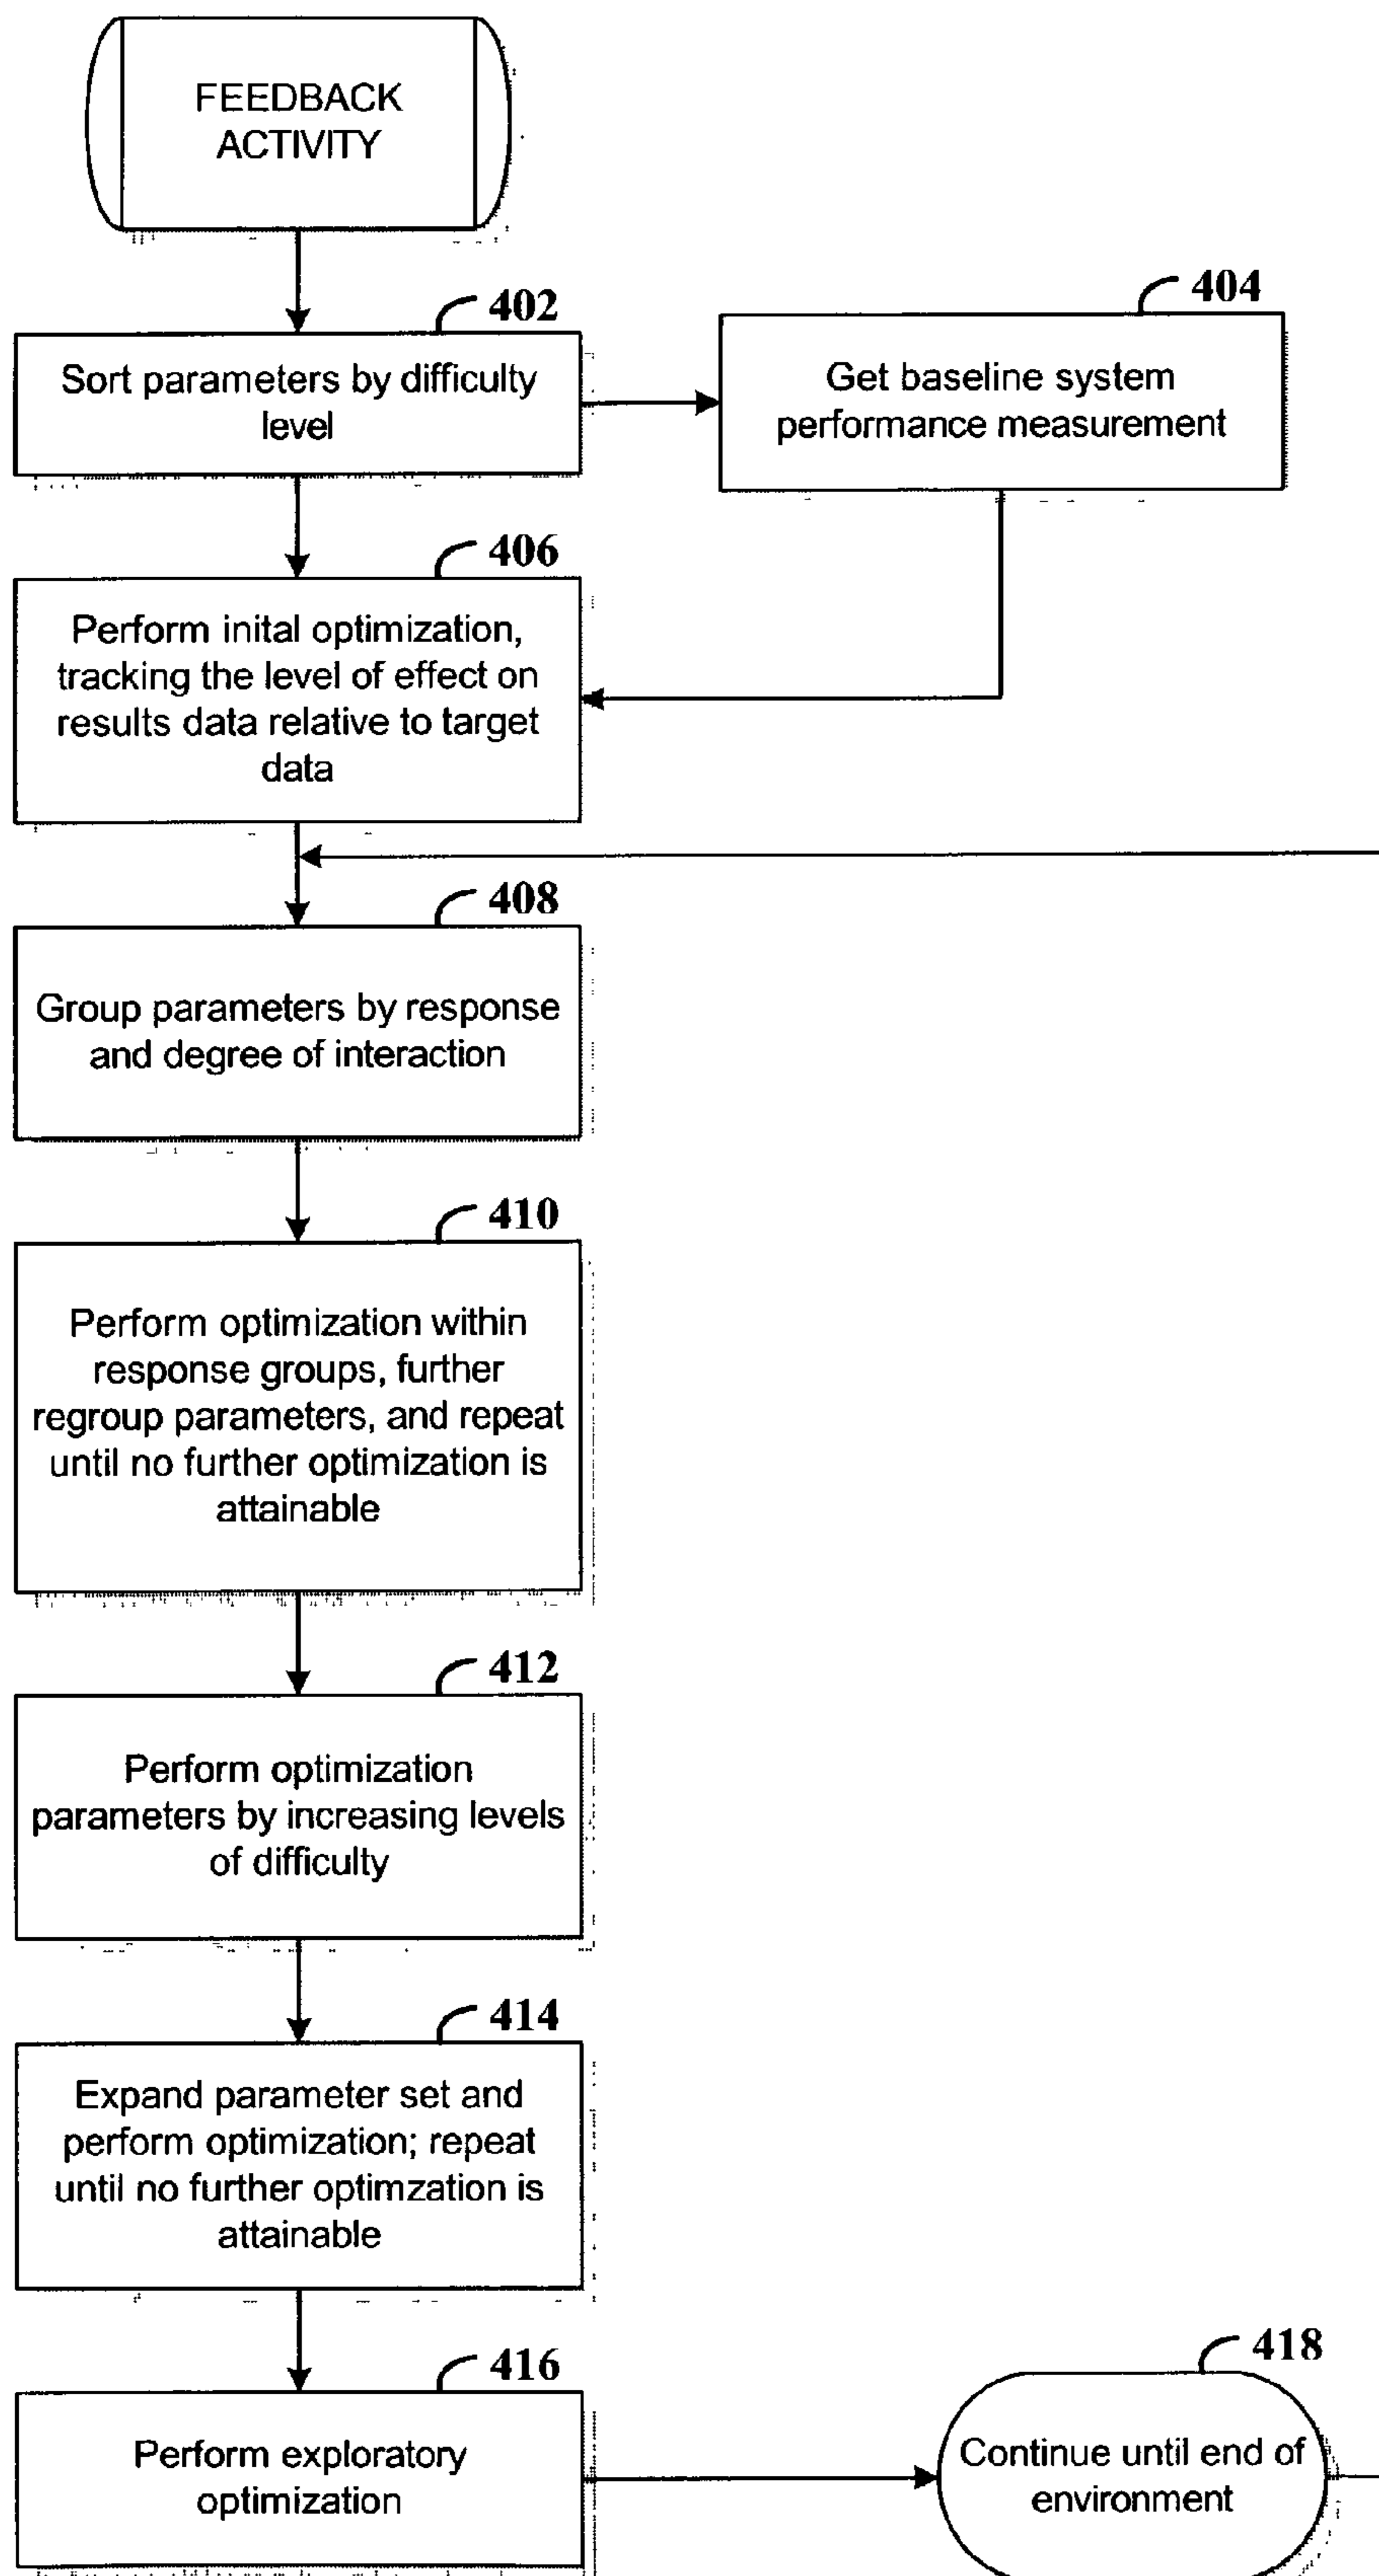 FEEDBACK
ACTIVITY
402
Sort parameters by difficulty
level
404
Get baseline system
performance measurement
406
Perform inital optimization,
tracking the level of effect on
results data relative to target
data
408
Group parameters by response
and degree of interaction
410
Perform optimization within
response groups, further
regroup parameters, and repeat
until no further optimization is
attainable
412
Perform optimization
parameters by increasing levels
of difficulty
414
Expand parameter set and
perform optimization; repeat
until no further optimzation is
attainable
416
Perform exploratory
optimization
418
Continue until end of
environment